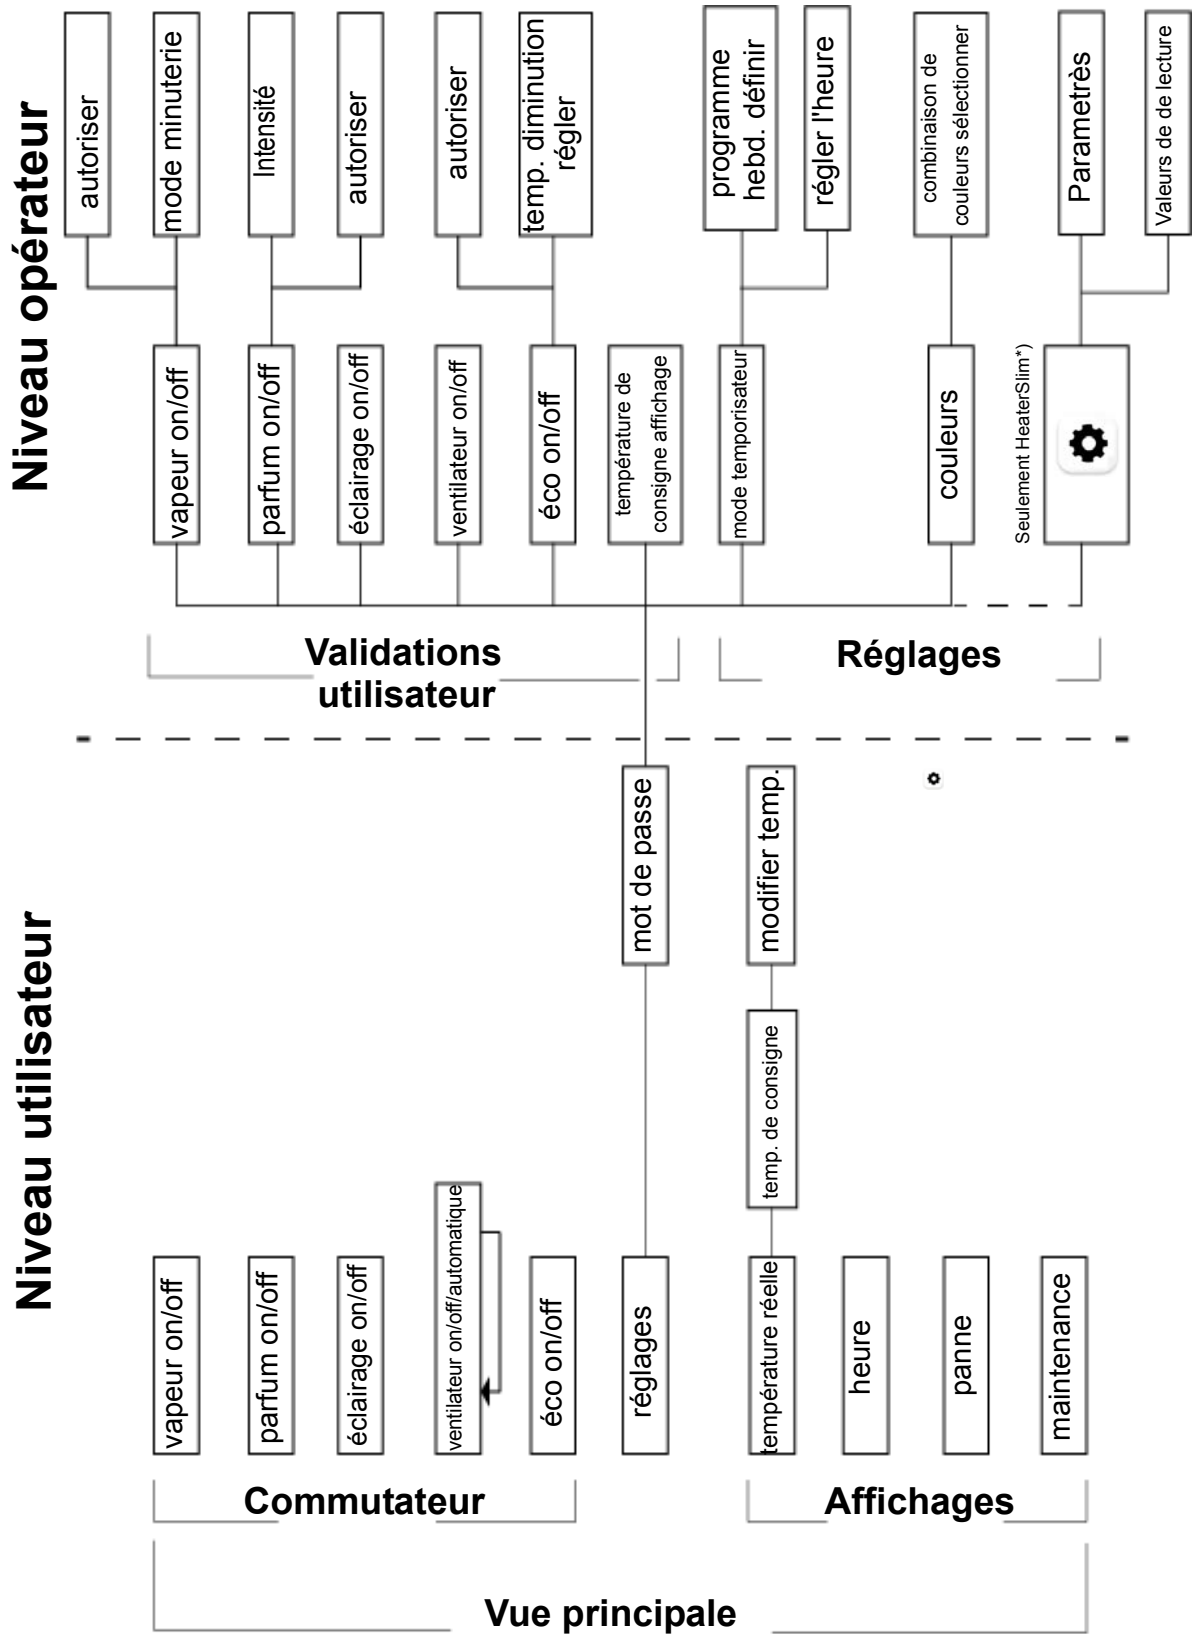 Niveau opérateur
autoriser
mode minuterie
Intensité
autoriser
autoriser
temp. diminution
régler
programme
hebd. définir
régler l'heure
combinaison de
couleurs sélectionner
Parametrès
Valeurs de de lecture
vapeur on/off
parfum on/off
éclairage on/off
ventilateur on/off
éco on/off
température de
consigne affichage
mode temporisateur
couleurs
Seulement HeaterSlim*)
Validations
utilisateur
Réglages
Niveau utilisateur
mot de passe
modifier temp.
temp. de consigne
vapeur on/off
parfum on/off
éclairage on/off
ventilateur on/off/automatique
éco on/off
réglages
température réelle
heure
panne
maintenance
Commutateur
Affichages
Vue principale